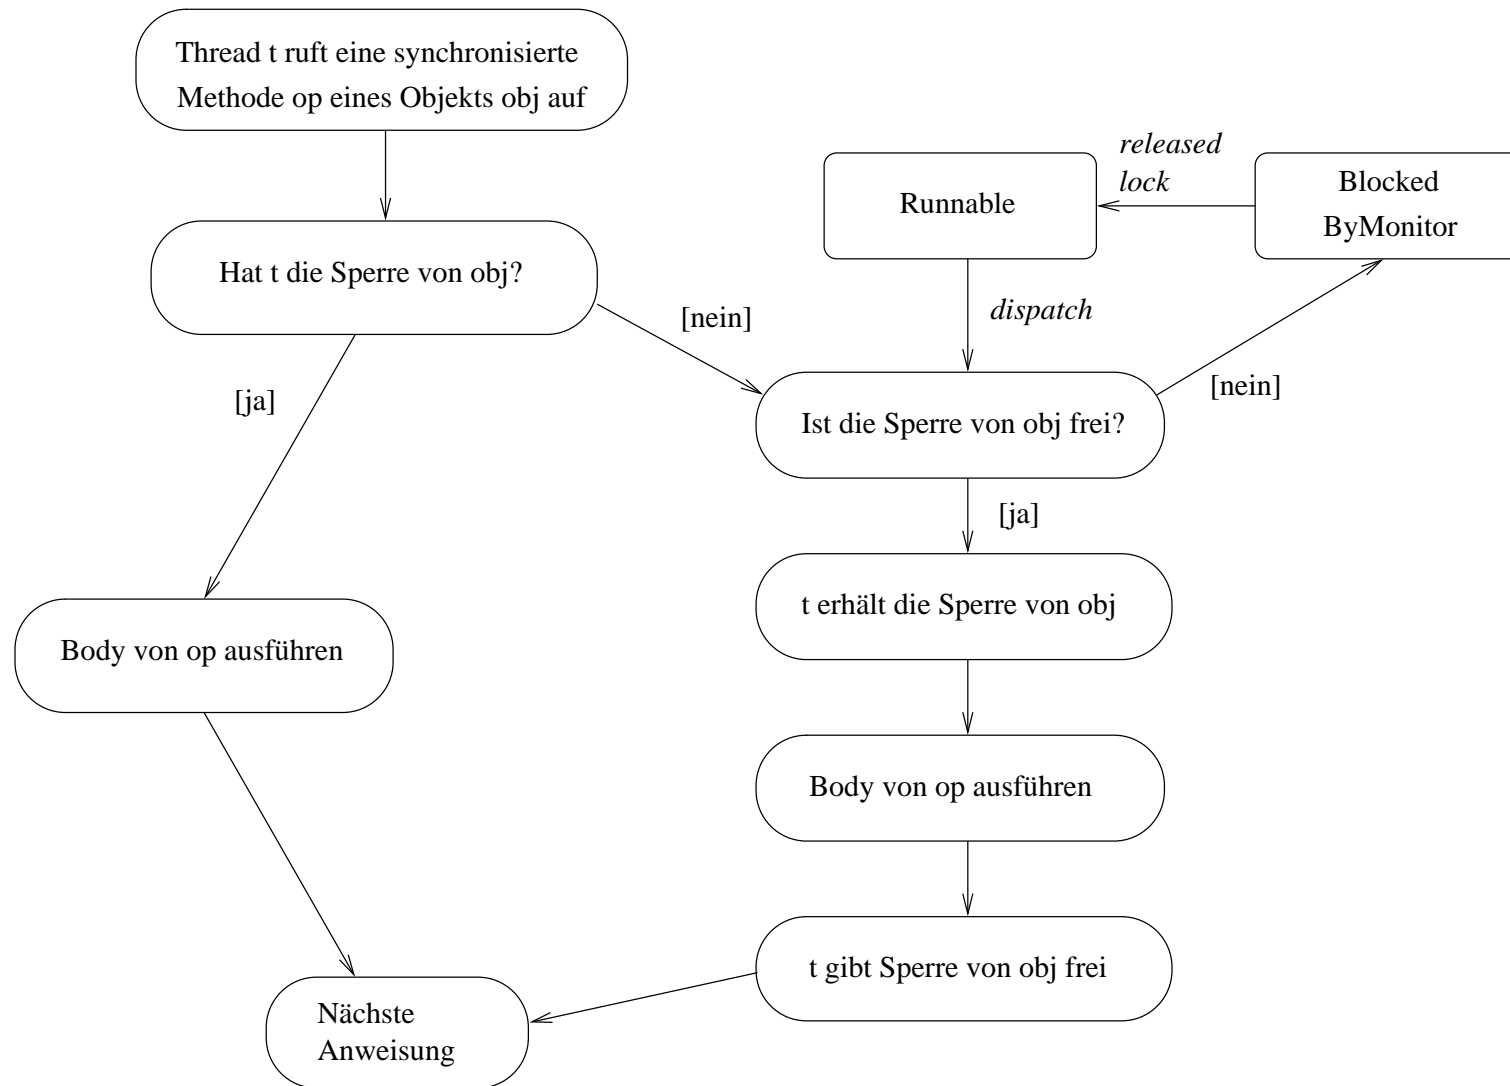 Thread t ruft eine synchronisierte
Methode op eines Objekts obj auf
released
lock
Runnable
Blocked
ByMonitor
Hat t die Sperre von obj?
[nein]
dispatch
[ja]
[nein]
Ist die Sperre von obj frei?
[ja]
t erhält die Sperre von obj
Body von op ausführen
Body von op ausführen
t gibt Sperre von obj frei
Nächste
Anweisung